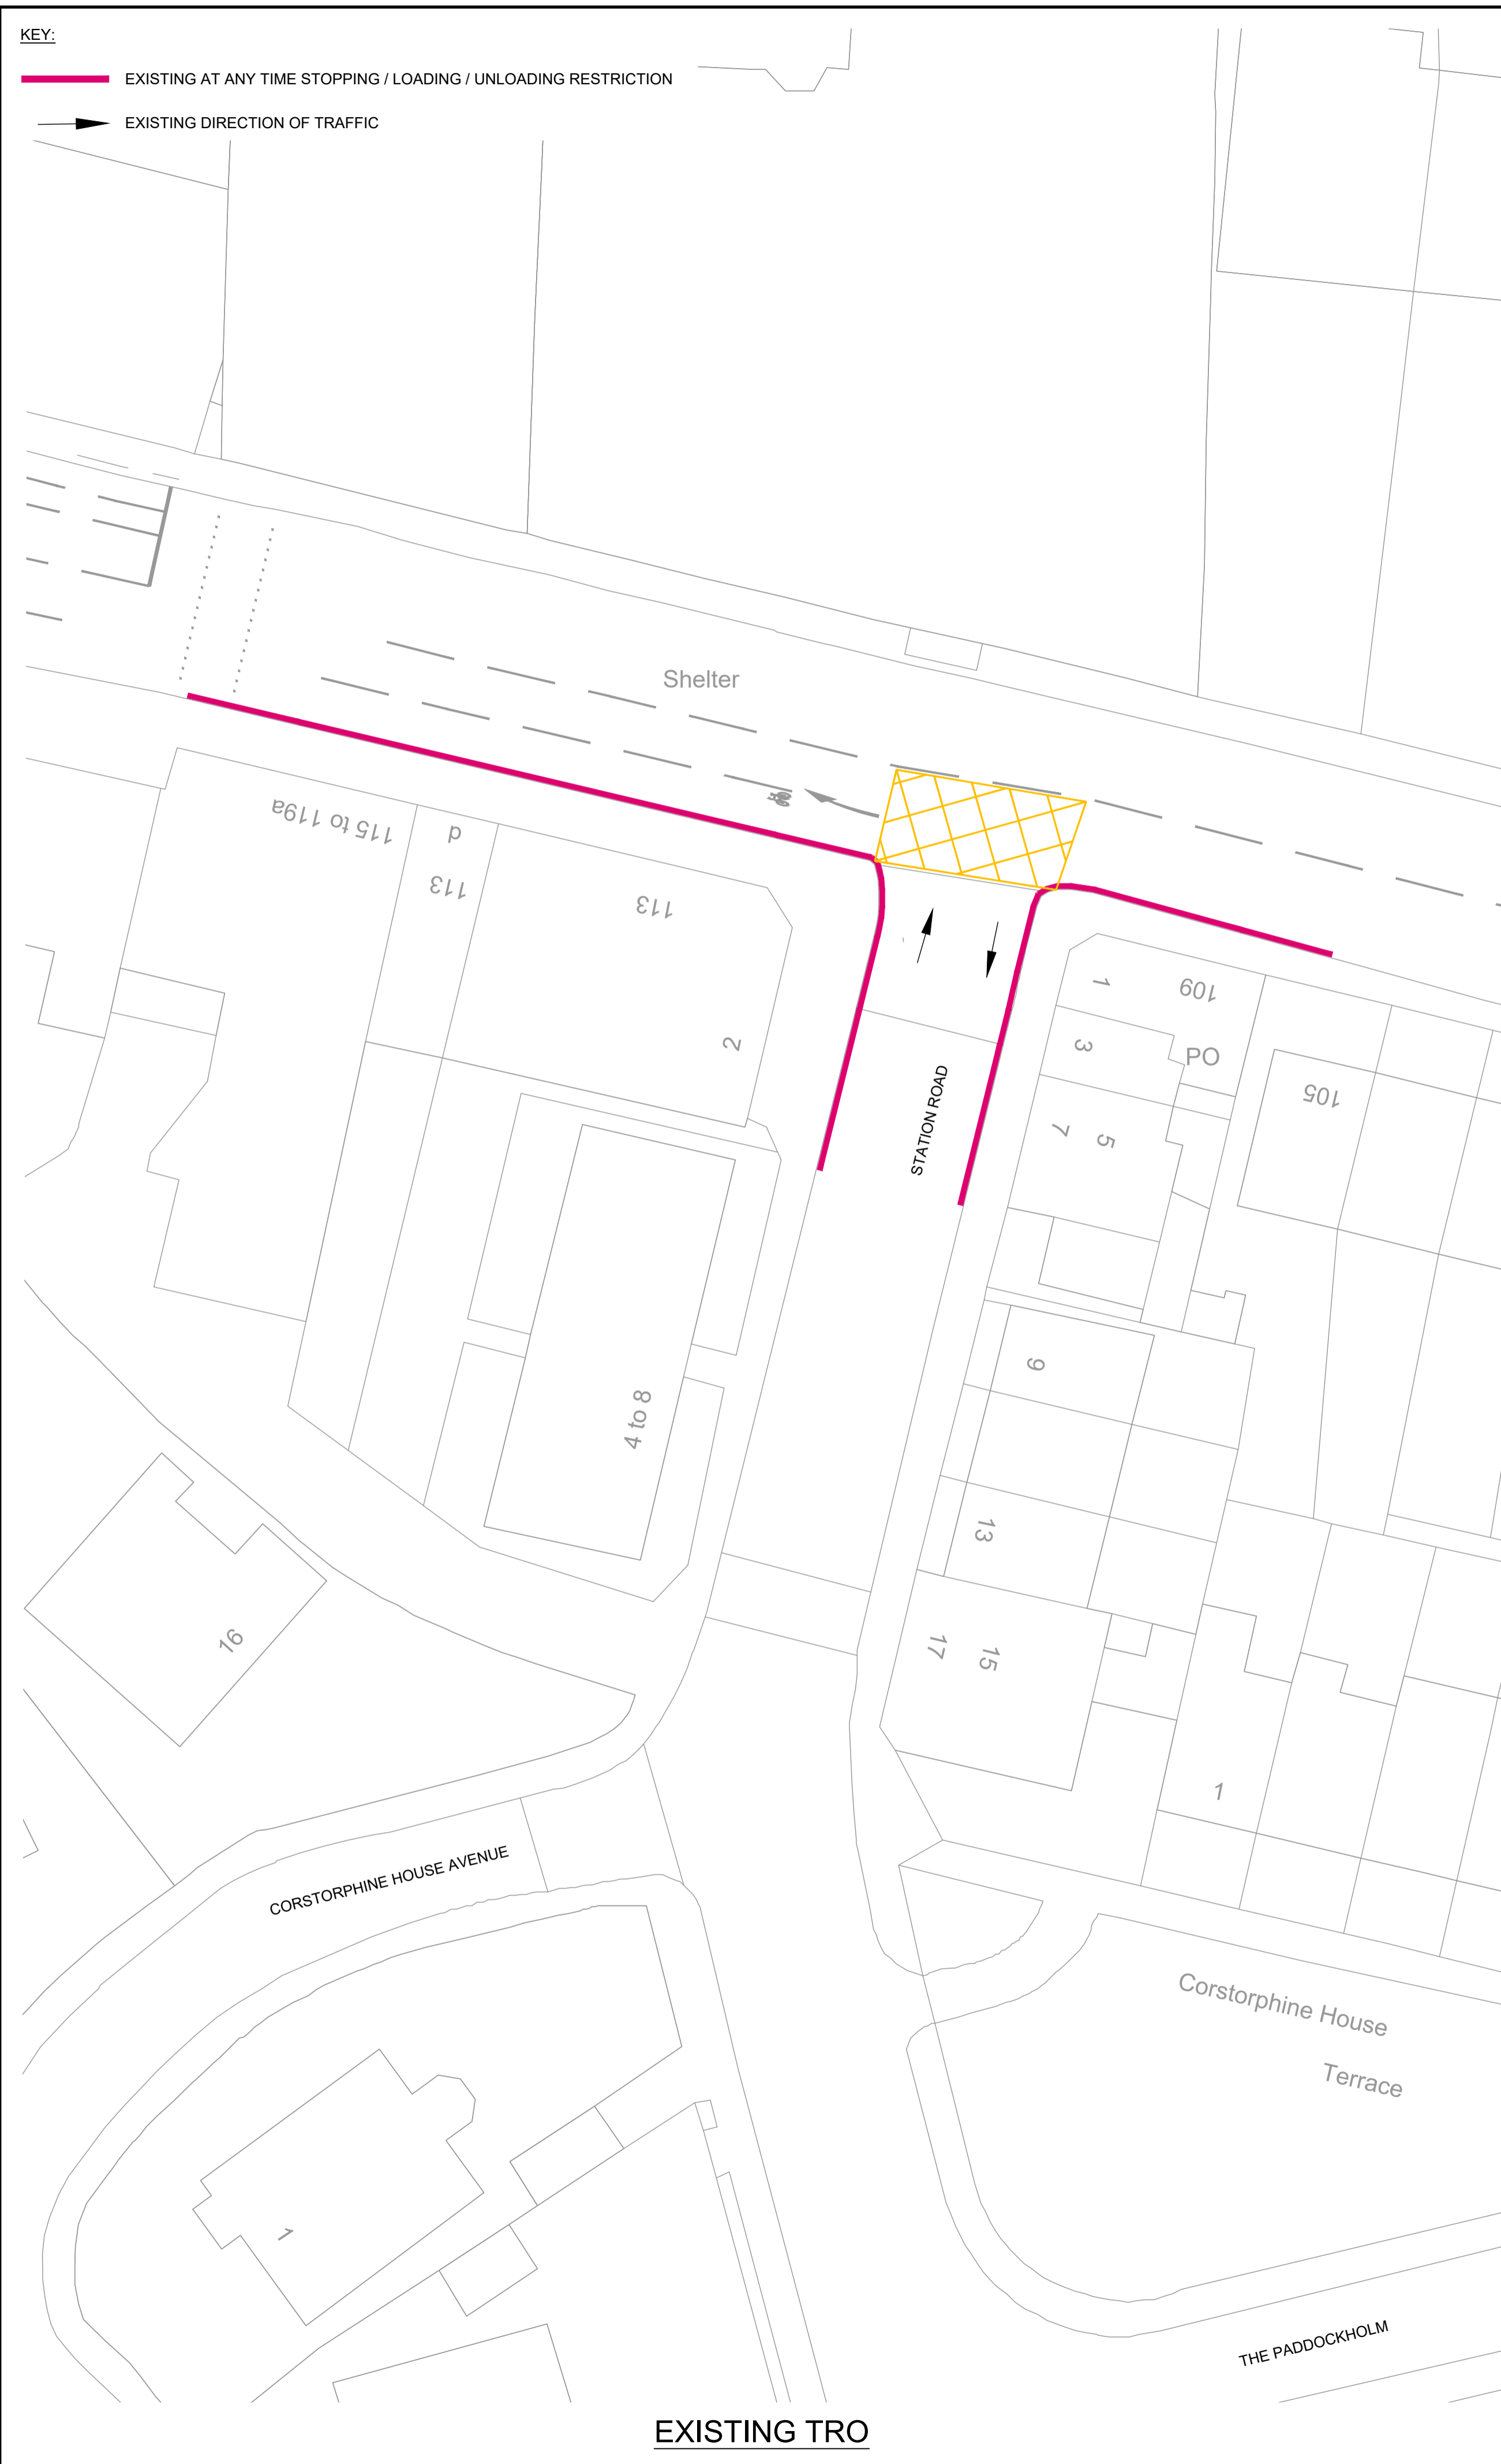 KEY:
EXISTING AT ANY TIME STOPPING / LOADING / UNLOADING RESTRICTION
EXISTING DIRECTION OF TRAFFIC
Shelter
115 to 119a
d
113
113
2
1
109
3
PO
105
7
5
STATION ROAD
9
4 to 8
13
16
17
15
1
CORSTORPHINE HOUSE AVENUE
Corstorphine House
Terrace
1
THE PADDOCKHOLM
EXISTING TRO